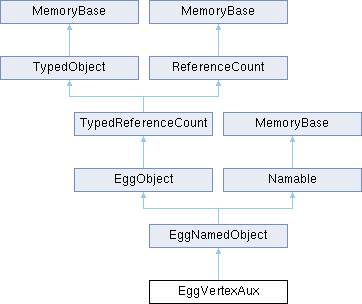 MemoryBase MemoryBase
TypedObject ReferenceCount
TypedReferenceCount MemoryBase
EggObject Namable
EggNamedObject
EggVertexAux